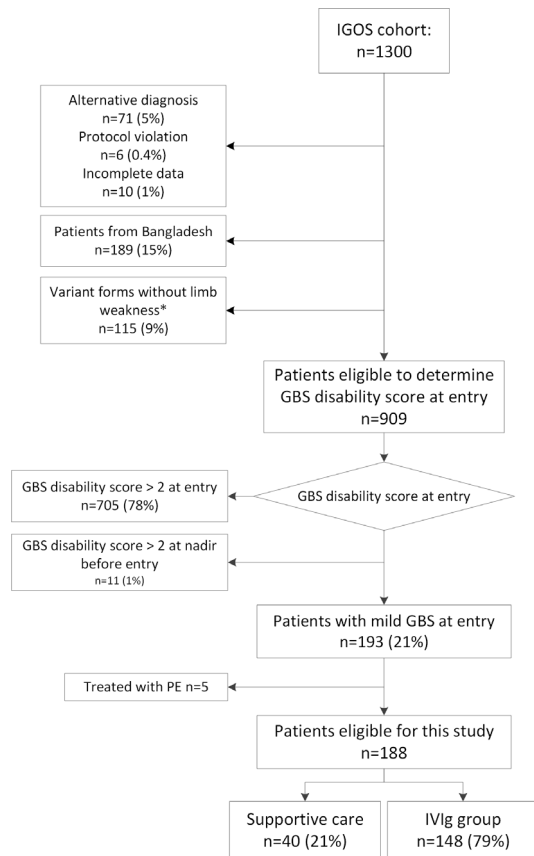 IGOS cohort:
n=1300
Alternative diagnosis
n=71 (5%)
Protocol violation
n=6 (0.4%)
Incomplete data
n=10 (1%)
Patients from Bangladesh
n=189 (15%)
Variant forms without limb
weakness*
n=115 (9%)
Patients eligible to determine
GBS disability score at entry
n=909
GBS disability score at entry
GBS disability score > 2 at entry
n=705 (78%)
GBS disability score > 2 at nadir
before entry
n=11 (1%)
Patients with mild GBS at entry
n=193 (21%)
Treated with PE n=5
Patients eligible for this study
n=188
Supportive care
n=40 (21%)
IVIg group
n=148 (79%)